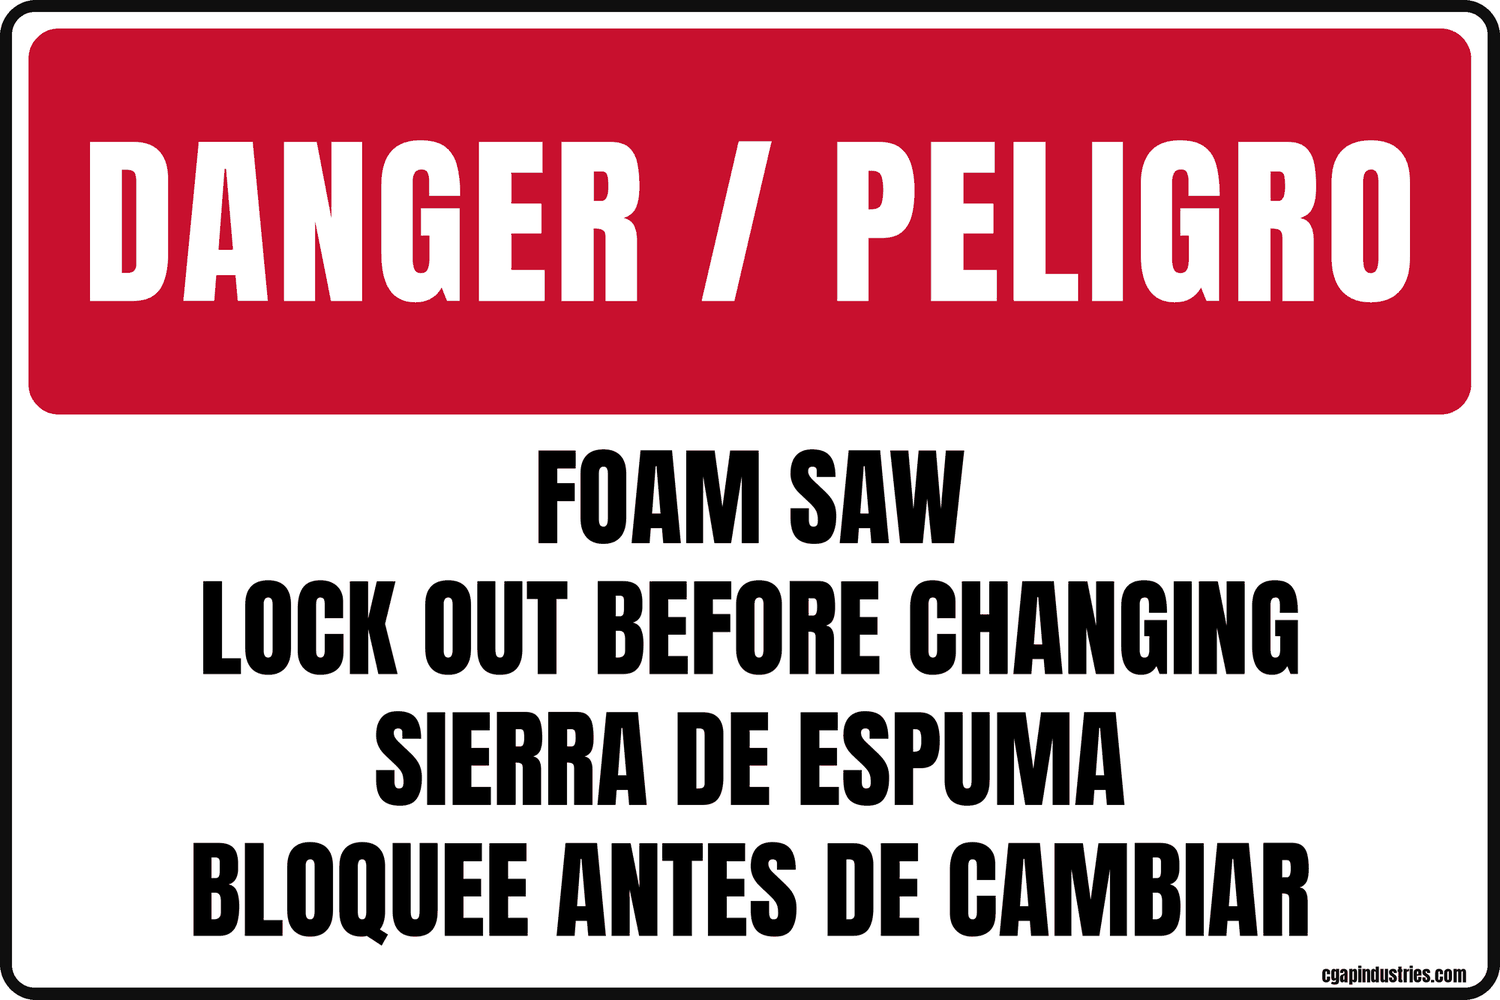 DANGER / PELIGRO
FOAM SAW
LOCK OUT BEFORE CHANGING
SIERRA DE ESPUMA
BLOQUEE ANTES DE CAMBIAR
cgapindustries.com